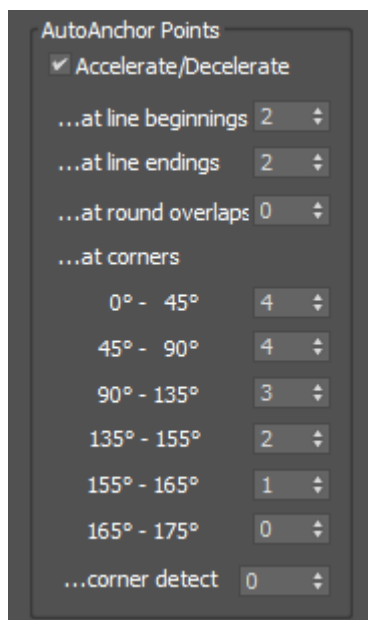 AutoAnchor Points
Accelerate/Decelerate
...at line beginnings 2
...at line endings 2
...at round overlaps 0
...at corners
0° - 45° 4
45° - 90° 4
90° - 135° 3
135° - 155° 2
155° - 165° 1
165° - 175° 0
...corner detect 0